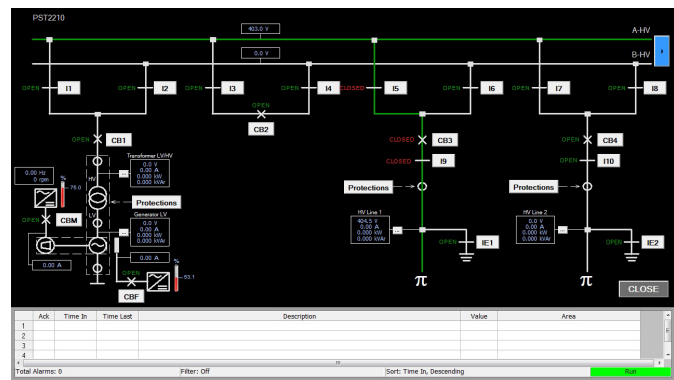 PST2210
403.0 V
A-HV
0.0 V
B-HV
OPEN I1
OPEN I2
OPEN I3
OPEN I4
CLOSED I5
OPEN I6
OPEN I7
OPEN I8
OPEN
CB2
OPEN CB1
CLOSED CB3
OPEN CB4
CLOSED I9
OPEN I10
Transformer LV/HV
0.0 V
0.00 A
0.000 kW
0.000 kVAr
0.00 Hz
0 rpm
%
76.0
HV
Protections
Protections
Protections
LV
Generator LV
0.0 V
0.00 A
0.000 kW
0.000 kVAr
OPEN CBM
0.00 A
0.00 A
OPEN
CBF
%
53.1
HV Line 1
404.5 V
0.00 A
0.000 kW
0.000 kVAr
OPEN IE1
HV Line 2
0.0 V
0.00 A
0.000 kW
0.000 kVAr
OPEN IE2
π
π
CLOSE
Ack Time In Time Last Description Value Area
1
2
3
4
Total Alarms: 0 Filter: Off Sort: Time In, Descending Run